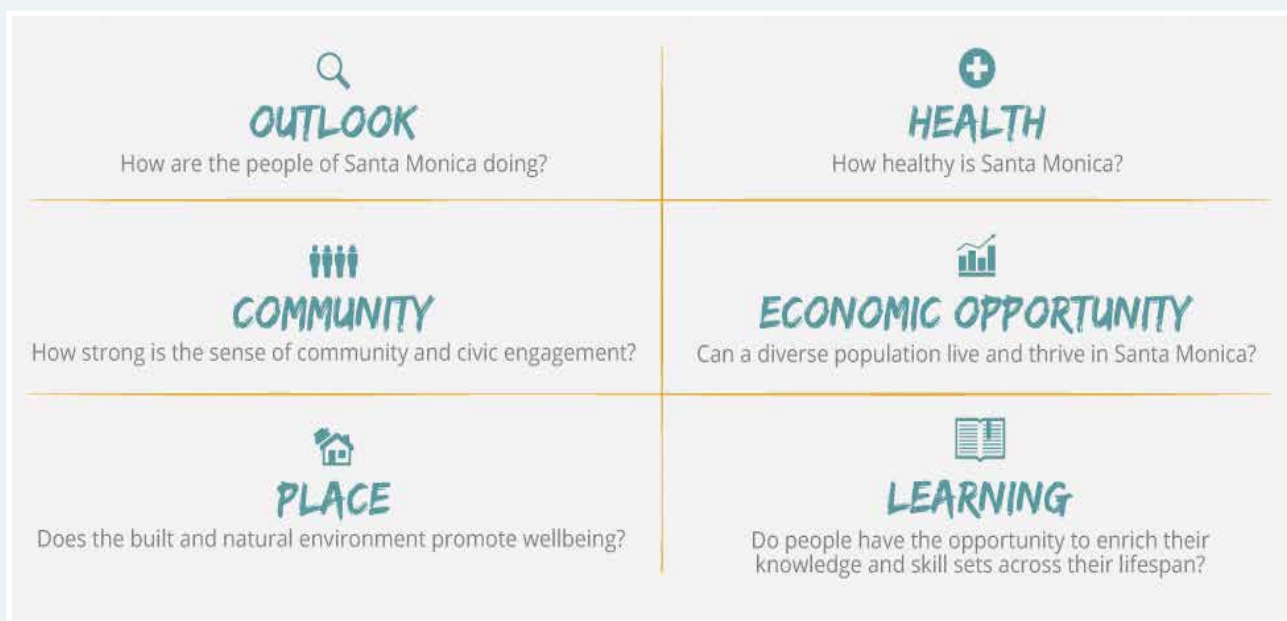 OUTLOOK
How are the people of Santa Monica doing?
HEALTH
How healthy is Santa Monica?
COMMUNITY
How strong is the sense of community and civic engagement?
ECONOMIC OPPORTUNITY
Can a diverse population live and thrive in Santa Monica?
PLACE
Does the built and natural environment promote wellbeing?
LEARNING
Do people have the opportunity to enrich their
knowledge and skill sets across their lifespan?